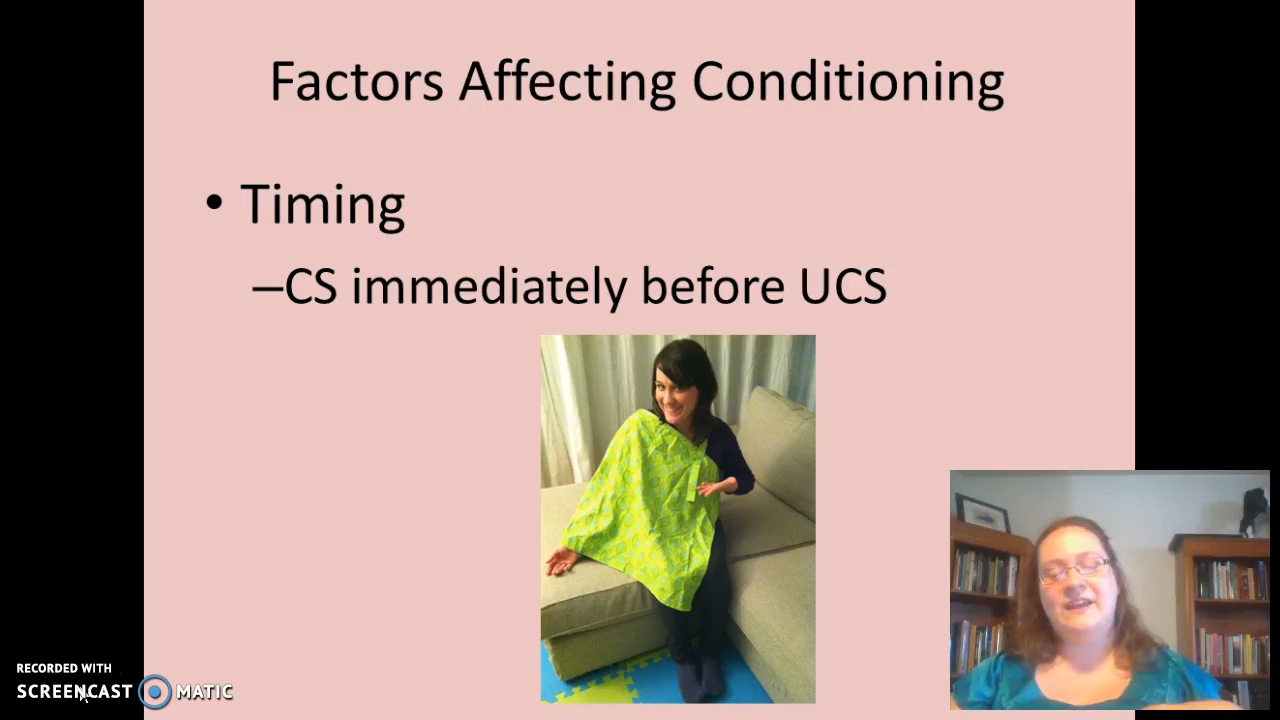 Factors Affecting Conditioning
• Timing
–CS immediately before UCS
RECORDED WITH
SCREENCAST MATIC